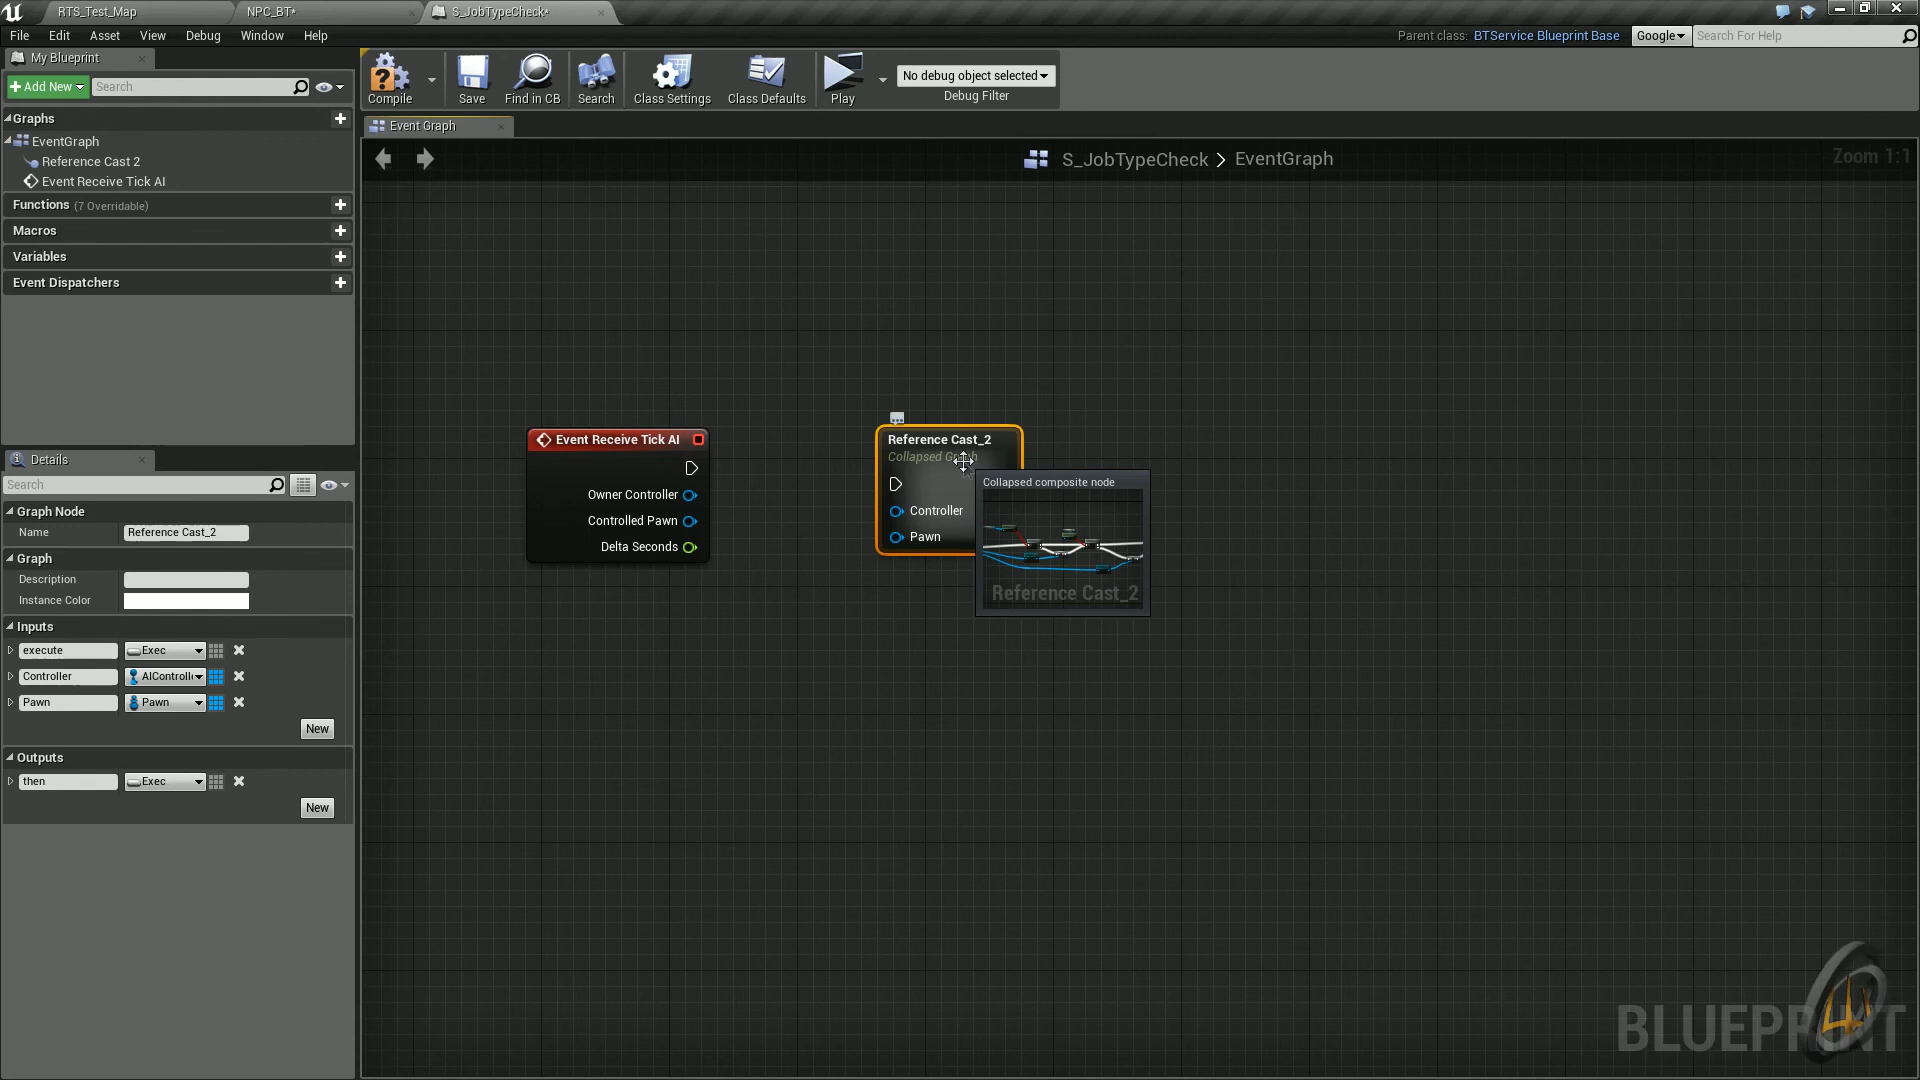 RTS_Test_Map
NPC_BT*
S_JobTypeCheck*
File Edit Asset View Debug Window Help
Parent class: BTService Blueprint Base
Google
Search For Help
My Blueprint
Add New
Search
Compile
Save
Find in CB
Search
Class Settings
Class Defaults
Play
No debug object selected
Debug Filter
Graphs
EventGraph
Reference Cast 2
Event Receive Tick AI
Functions (7 Overridable)
Macros
Variables
Event Dispatchers
Event Graph
S_JobTypeCheck > EventGraph
Zoom 1:1
Event Receive Tick AI
Owner Controller
Controlled Pawn
Delta Seconds
Reference Cast_2
Controller
Pawn
Collapsed composite node
Reference Cast_2
Details
Search
Graph Node
Name Reference Cast_2
Graph
Description
Instance Color
Inputs
execute Exec
Controller
Pawn Pawn
New
Outputs
then Exec
New